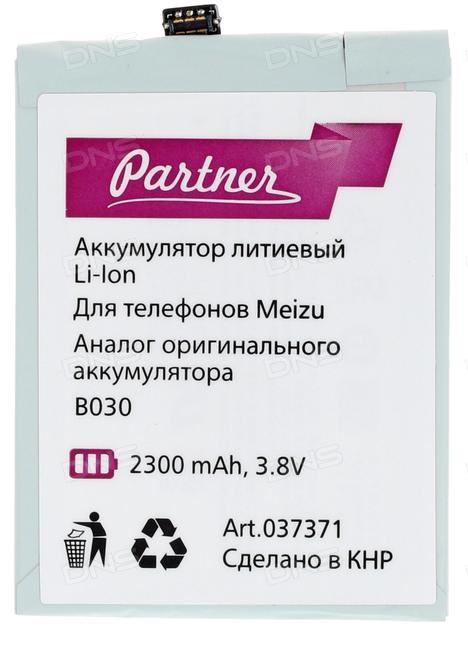 Partner
Аккумулятор литиевый
Li-Ion
Для телефонов Meizu
Аналог оригинального
аккумулятора
B030
2300 mAh, 3.8V
Art.037371
Сделано в КНР
DNS